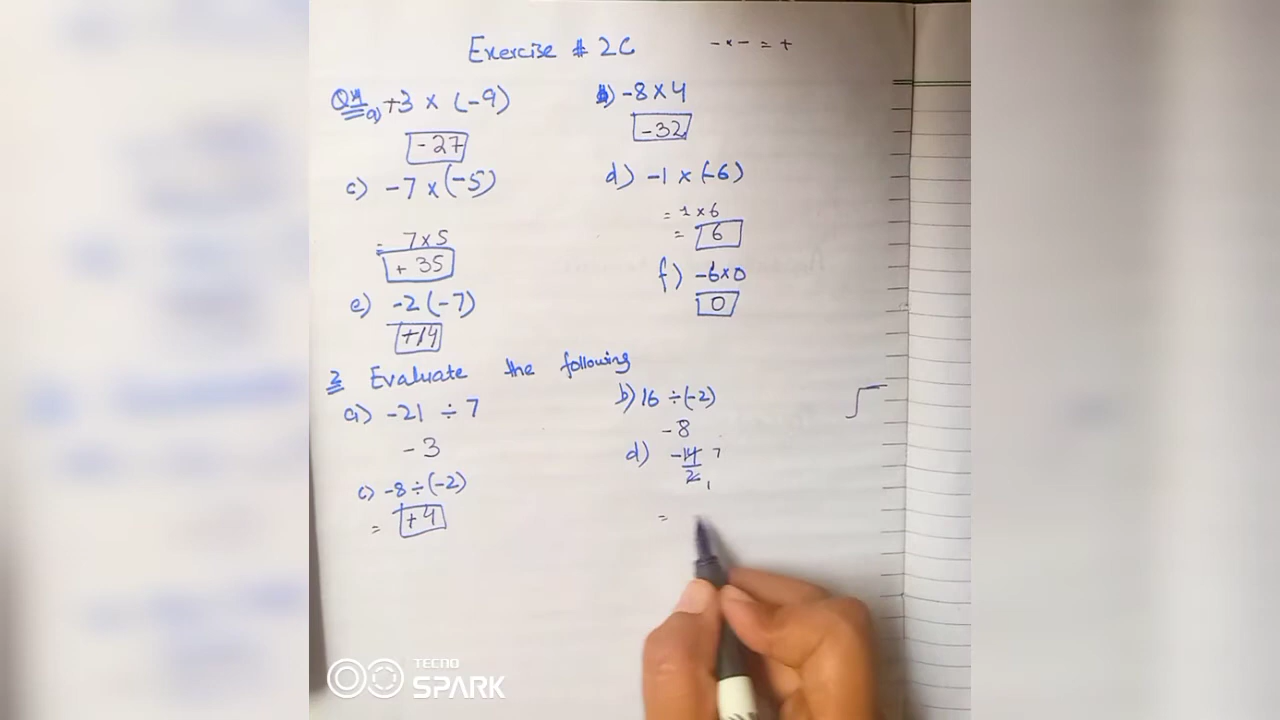 Exercise # 2C - × - = +
Q1 a) +3 × (-9) b) -8 × 4
-27 -32
c) -7 × (-5) d) -1 × (-6)
= 7 × 5 = 1 × 6
+ 35 = 6
e) -2 (-7) f) -6×0
+14 0
2 Evaluate the following
a) -21 ÷ 7 b) 16 ÷ (-2)
- 3 - 8
c) -8 ÷ (-2) d) -14 7
2 1
= +4 =
TECNO
SPARK